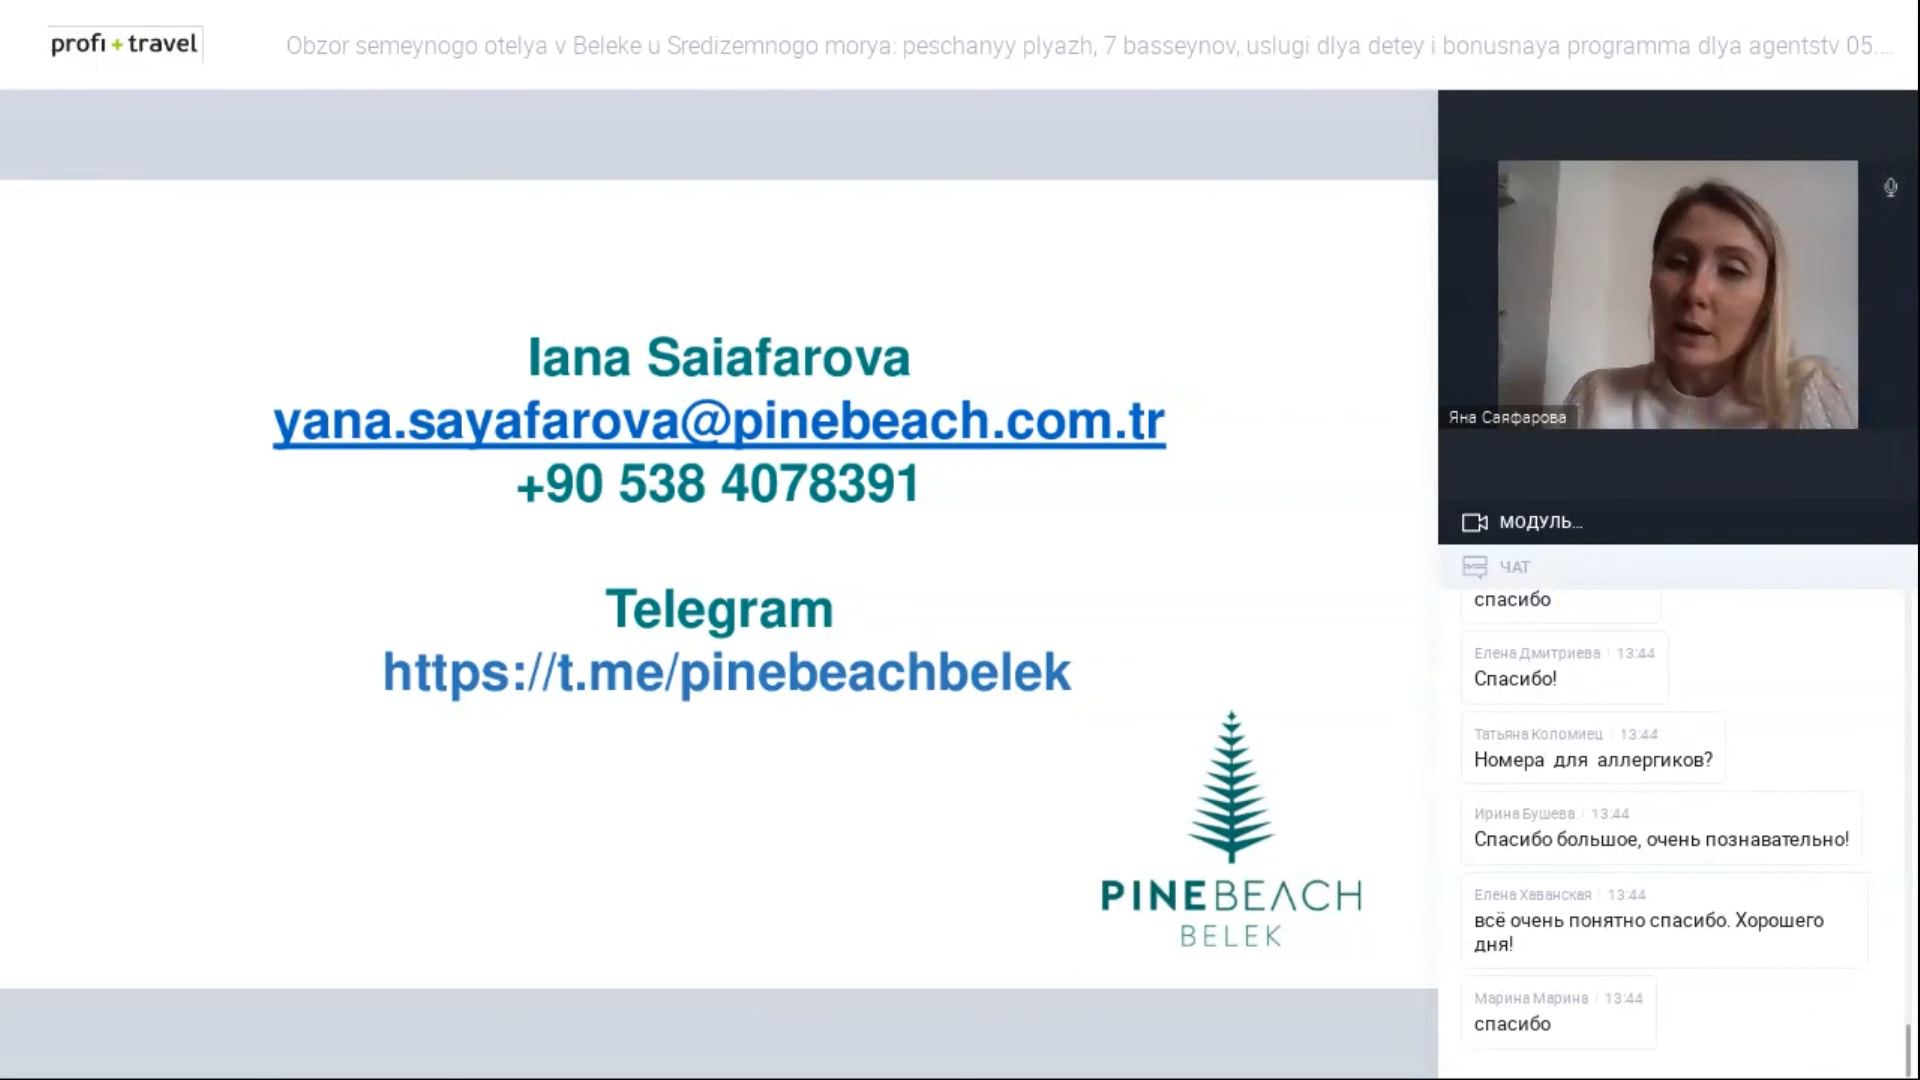 profi + travel
Obzor semeynogo otelya v Beleke u Sredizemnogo morya: peschanyy plyazh, 7 basseynov, uslugi dlya detey i bonusnaya programma dlya agentstv 05....
Iana Saiafarova
yana.sayafarova@pinebeach.com.tr
+90 538 4078391
Telegram
https://t.me/pinebeachbelek
PINEBEACH
BELEK
Яна Саяфарова
МОДУЛЬ...
ЧАТ
спасибо
Елена Дмитриева 13:44
Спасибо!
Татьяна Коломиец 13:44
Номера для аллергиков?
Ирина Бушева 13:44
Спасибо большое, очень познавательно!
Елена Хаванская 13:44
всё очень понятно спасибо. Хорошего
дня!
Марина Марина 13:44
спасибо